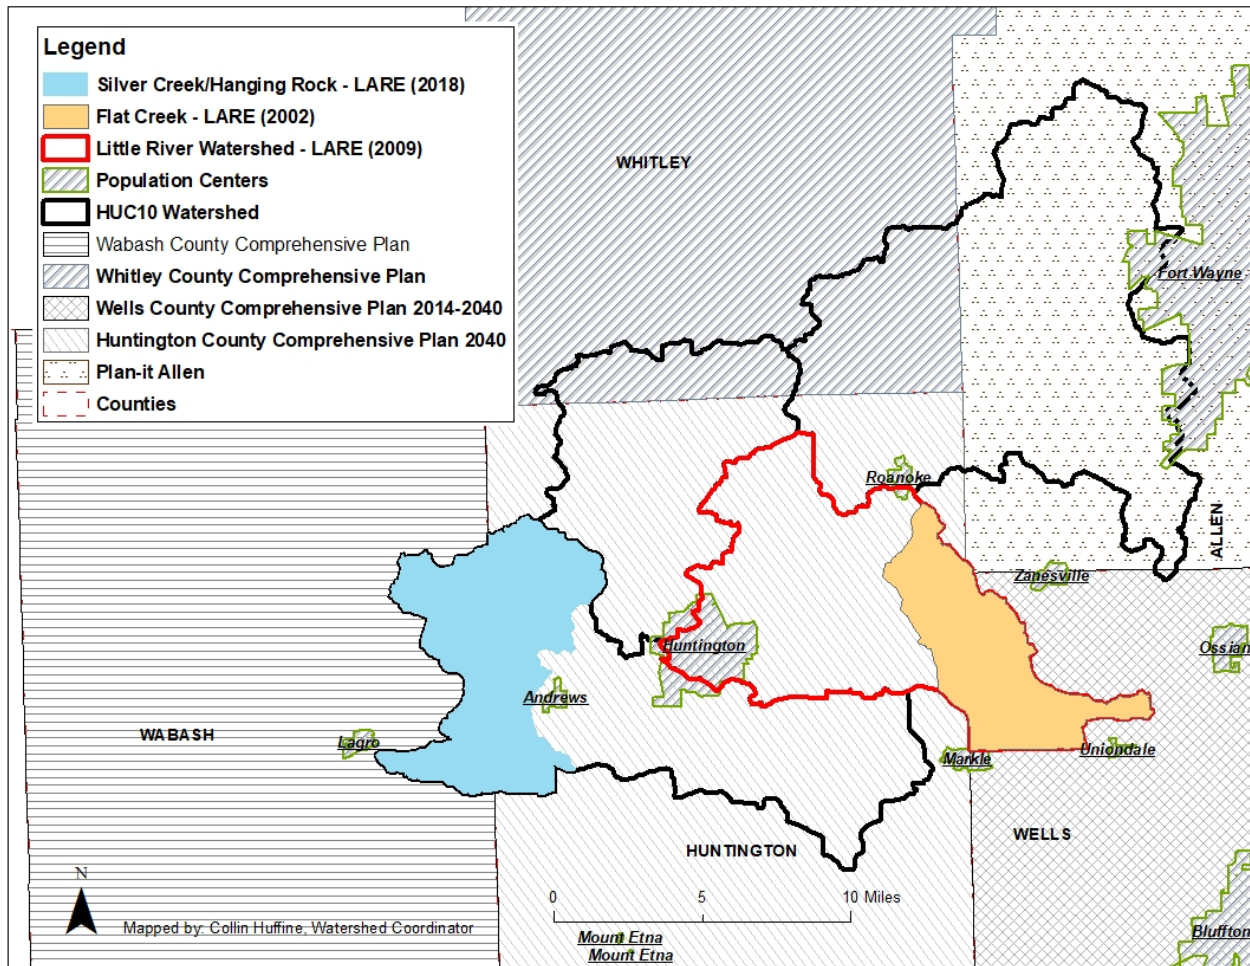 Legend
Silver Creek/Hanging Rock - LARE (2018)
Flat Creek - LARE (2002)
Little River Watershed - LARE (2009)
Population Centers
HUC10 Watershed
Wabash County Comprehensive Plan
Whitley County Comprehensive Plan
Wells County Comprehensive Plan 2014-2040
Huntington County Comprehensive Plan 2040
Plan-it Allen
Counties
WHITLEY
Fort Wayne
Roanoke
ALLEN
Zanesville
Huntington
Ossian
Andrews
WABASH
Lagro
Markle
Uniondale
WELLS
HUNTINGTON
N
0 5 10 Miles
Mapped by: Collin Huffine, Watershed Coordinator
Bluffton
Mount Etna
Mount Etna